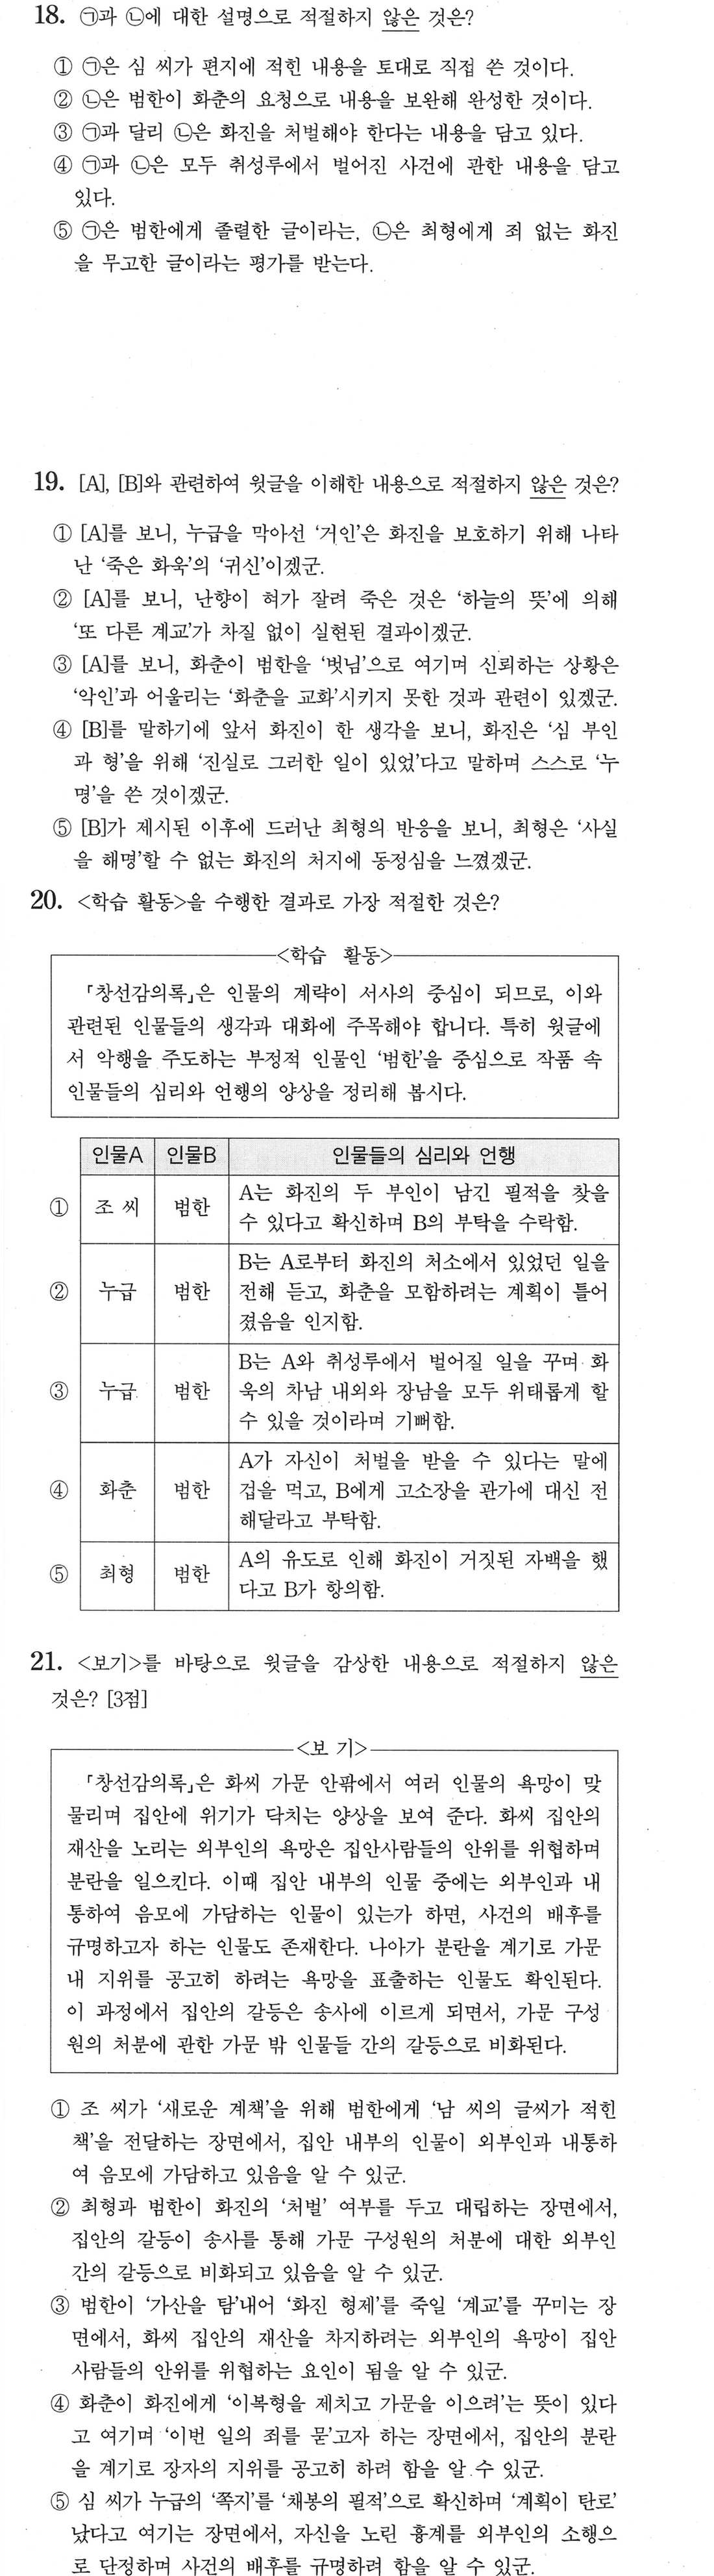 18. ㉠과 ㉡에 대한 설명으로 적절하지 않은 것은?
① ㉠은 심 씨가 편지에 적힌 내용을 토대로 직접 쓴 것이다.
② ㉡은 범한이 화춘의 요청으로 내용을 보완해 완성한 것이다.
③ ㉠과 달리 ㉡은 화진을 처벌해야 한다는 내용을 담고 있다.
④ ㉠과 ㉡은 모두 취성루에서 벌어진 사건에 관한 내용을 담고
있다.
⑤ ㉠은 범한에게 졸렬한 글이라는, ㉡은 최형에게 죄 없는 화진
을 무고한 글이라는 평가를 받는다.
19. [A], [B]와 관련하여 윗글을 이해한 내용으로 적절하지 않은 것은?
① [A]를 보니, 누급을 막아선 ‘거인’은 화진을 보호하기 위해 나타
난 ‘죽은 화욱’의 ‘귀신’이겠군.
② [A]를 보니, 난향이 혀가 잘려 죽은 것은 ‘하늘의 뜻’에 의해
‘또 다른 계교’가 차질 없이 실현된 결과이겠군.
③ [A]를 보니, 화춘이 범한을 ‘벗님’으로 여기며 신뢰하는 상황은
‘악인’과 어울리는 ‘화춘을 교화’시키지 못한 것과 관련이 있겠군.
④ [B]를 말하기에 앞서 화진이 한 생각을 보니, 화진은 ‘심 부인
과 형’을 위해 ‘진실로 그러한 일이 있었’다고 말하며 스스로 ‘누
명’을 쓴 것이겠군.
⑤ [B]가 제시된 이후에 드러난 최형의 반응을 보니, 최형은 ‘사실
을 해명’할 수 없는 화진의 처지에 동정심을 느꼈겠군.
20. <학습 활동>을 수행한 결과로 가장 적절한 것은?
<학습 활동>
「창선감의록」은 인물의 계략이 서사의 중심이 되므로, 이와
관련된 인물들의 생각과 대화에 주목해야 합니다. 특히 윗글에
서 악행을 주도하는 부정적 인물인 ‘범한’을 중심으로 작품 속
인물들의 심리와 언행의 양상을 정리해 봅시다.
인물A 인물B 인물들의 심리와 언행
① 조 씨 범한 A는 화진의 두 부인이 남긴 필적을 찾을
수 있다고 확신하며 B의 부탁을 수락함.
② 누급 범한 B는 A로부터 화진의 처소에서 있었던 일을
전해 듣고, 화춘을 모함하려는 계획이 틀어
졌음을 인지함.
③ 누급 범한 B는 A와 취성루에서 벌어질 일을 꾸며 화
욱의 차남 내외와 장남을 모두 위태롭게 할
수 있을 것이라며 기뻐함.
④ 화춘 범한 A가 자신이 처벌을 받을 수 있다는 말에
겁을 먹고, B에게 고소장을 관가에 대신 전
해달라고 부탁함.
⑤ 최형 범한 A의 유도로 인해 화진이 거짓된 자백을 했
다고 B가 항의함.
21. <보기>를 바탕으로 윗글을 감상한 내용으로 적절하지 않은
것은? [3점]
<보 기>
「창선감의록」은 화씨 가문 안팎에서 여러 인물의 욕망이 맞
물리며 집안에 위기가 닥치는 양상을 보여 준다. 화씨 집안의
재산을 노리는 외부인의 욕망은 집안사람들의 안위를 위협하며
분란을 일으킨다. 이때 집안 내부의 인물 중에는 외부인과 내
통하여 음모에 가담하는 인물이 있는가 하면, 사건의 배후를
규명하고자 하는 인물도 존재한다. 나아가 분란을 계기로 가문
내 지위를 공고히 하려는 욕망을 표출하는 인물도 확인된다.
이 과정에서 집안의 갈등은 송사에 이르게 되면서, 가문 구성
원의 처분에 관한 가문 밖 인물들 간의 갈등으로 비화된다.
① 조 씨가 ‘새로운 계책’을 위해 범한에게 ‘남 씨의 글씨가 적힌
책’을 전달하는 장면에서, 집안 내부의 인물이 외부인과 내통하
여 음모에 가담하고 있음을 알 수 있군.
② 최형과 범한이 화진의 ‘처벌’ 여부를 두고 대립하는 장면에서,
집안의 갈등이 송사를 통해 가문 구성원의 처분에 대한 외부인
간의 갈등으로 비화되고 있음을 알 수 있군.
③ 범한이 ‘가산을 탐’내어 ‘화진 형제’를 죽일 ‘계교’를 꾸미는 장
면에서, 화씨 집안의 재산을 차지하려는 외부인의 욕망이 집안
사람들의 안위를 위협하는 요인이 됨을 알 수 있군.
④ 화춘이 화진에게 ‘이복형을 제치고 가문을 이으려’는 뜻이 있다
고 여기며 ‘이번 일의 죄를 묻’고자 하는 장면에서, 집안의 분란
을 계기로 장자의 지위를 공고히 하려 함을 알 수 있군.
⑤ 심 씨가 누급의 ‘쪽지’를 ‘채봉의 필적’으로 확신하며 ‘계획이 탄로’
났다고 여기는 장면에서, 자신을 노린 흉계를 외부인의 소행으
로 단정하며 사건의 배후를 규명하려 함을 알 수 있군.